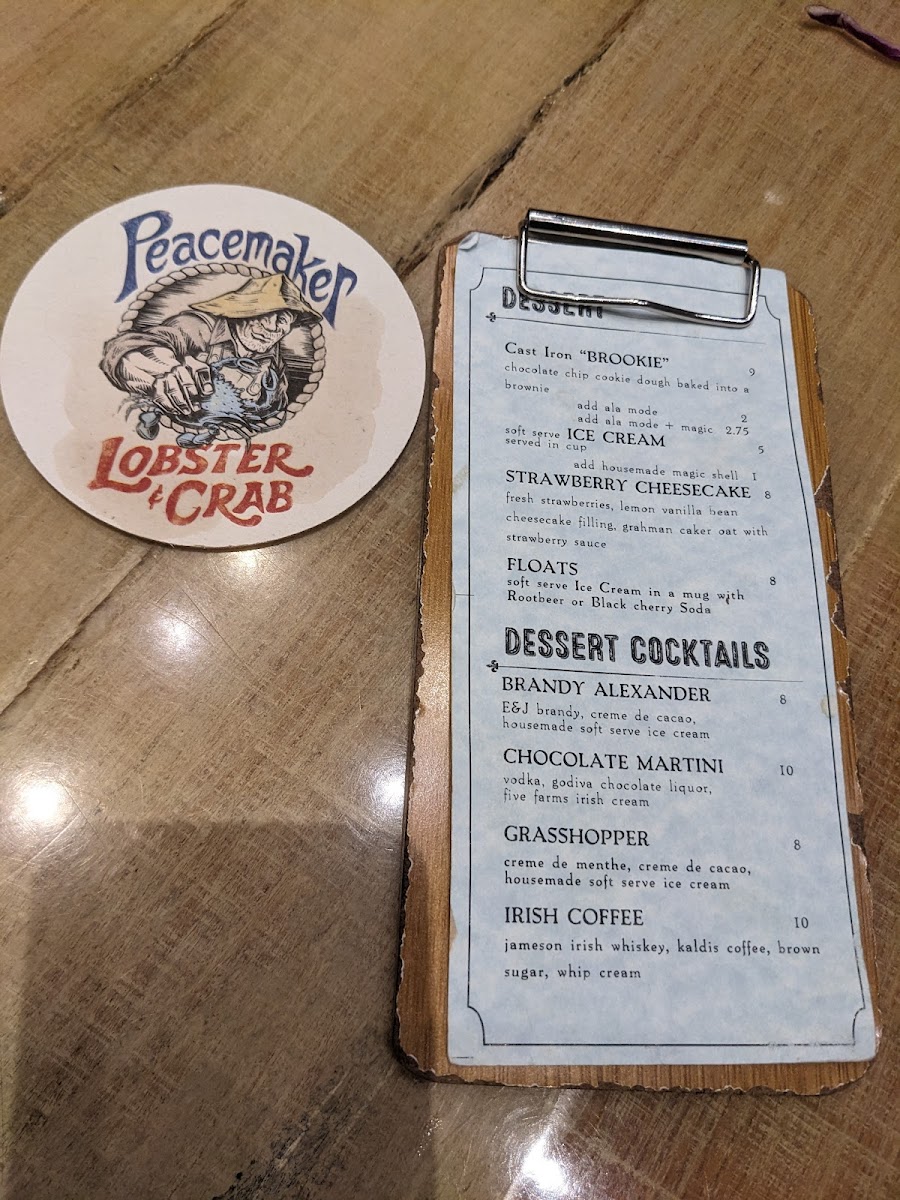 Peacemaker
LOBSTER
& CRAB
DESSERT
Cast Iron "BROOKIE" 9
chocolate chip cookie dough baked into a
brownie
add ala mode 2
add ala mode + magic 2.75
soft serve ICE CREAM 5
served in cup
add housemade magic shell 1
STRAWBERRY CHEESECAKE 8
fresh strawberries, lemon vanilla bean
cheesecake filling, grahman caker oat with
strawberry sauce
FLOATS 8
soft serve Ice Cream in a mug with
Rootbeer or Black cherry Soda
DESSERT COCKTAILS
BRANDY ALEXANDER 8
E&J brandy, creme de cacao,
housemade soft serve ice cream
CHOCOLATE MARTINI 10
vodka, godiva chocolate liquor,
five farms irish cream
GRASSHOPPER 8
creme de menthe, creme de cacao,
housemade soft serve ice cream
IRISH COFFEE 10
jameson irish whiskey, kaldis coffee, brown
sugar, whip cream